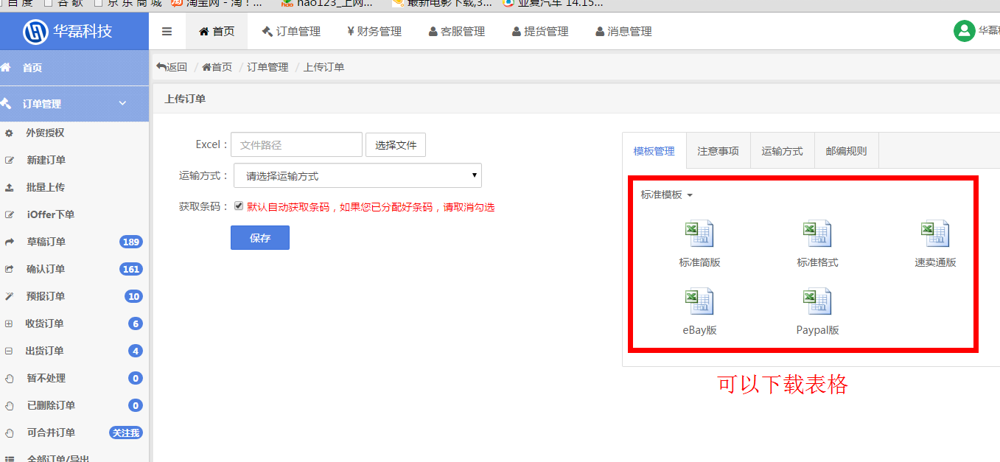 百度 谷歌 京东商城 淘宝网 - 淘！... hao123_上网... 最新电影下载,3... 亚夏汽车 14.15...
华磊科技
首页 订单管理 ¥ 财务管理 客服管理 提货管理 消息管理
华磊科
首页
返回 / 首页 / 订单管理 / 上传订单
订单管理
上传订单
外贸授权
新建订单
批量上传
iOffer下单
草稿订单 189
确认订单 161
预报订单 10
收货订单 6
出货订单 4
暂不处理 0
已删除订单 0
可合并订单 关注我
全部订单/导出
Excel： 文件路径 选择文件
运输方式： 请选择运输方式
获取条码： 默认自动获取条码，如果您已分配好条码，请取消勾选
保存
模板管理 注意事项 运输方式 邮编规则
标准模板
标准简版 标准格式 速卖通版
eBay版 Paypal版
可以下载表格